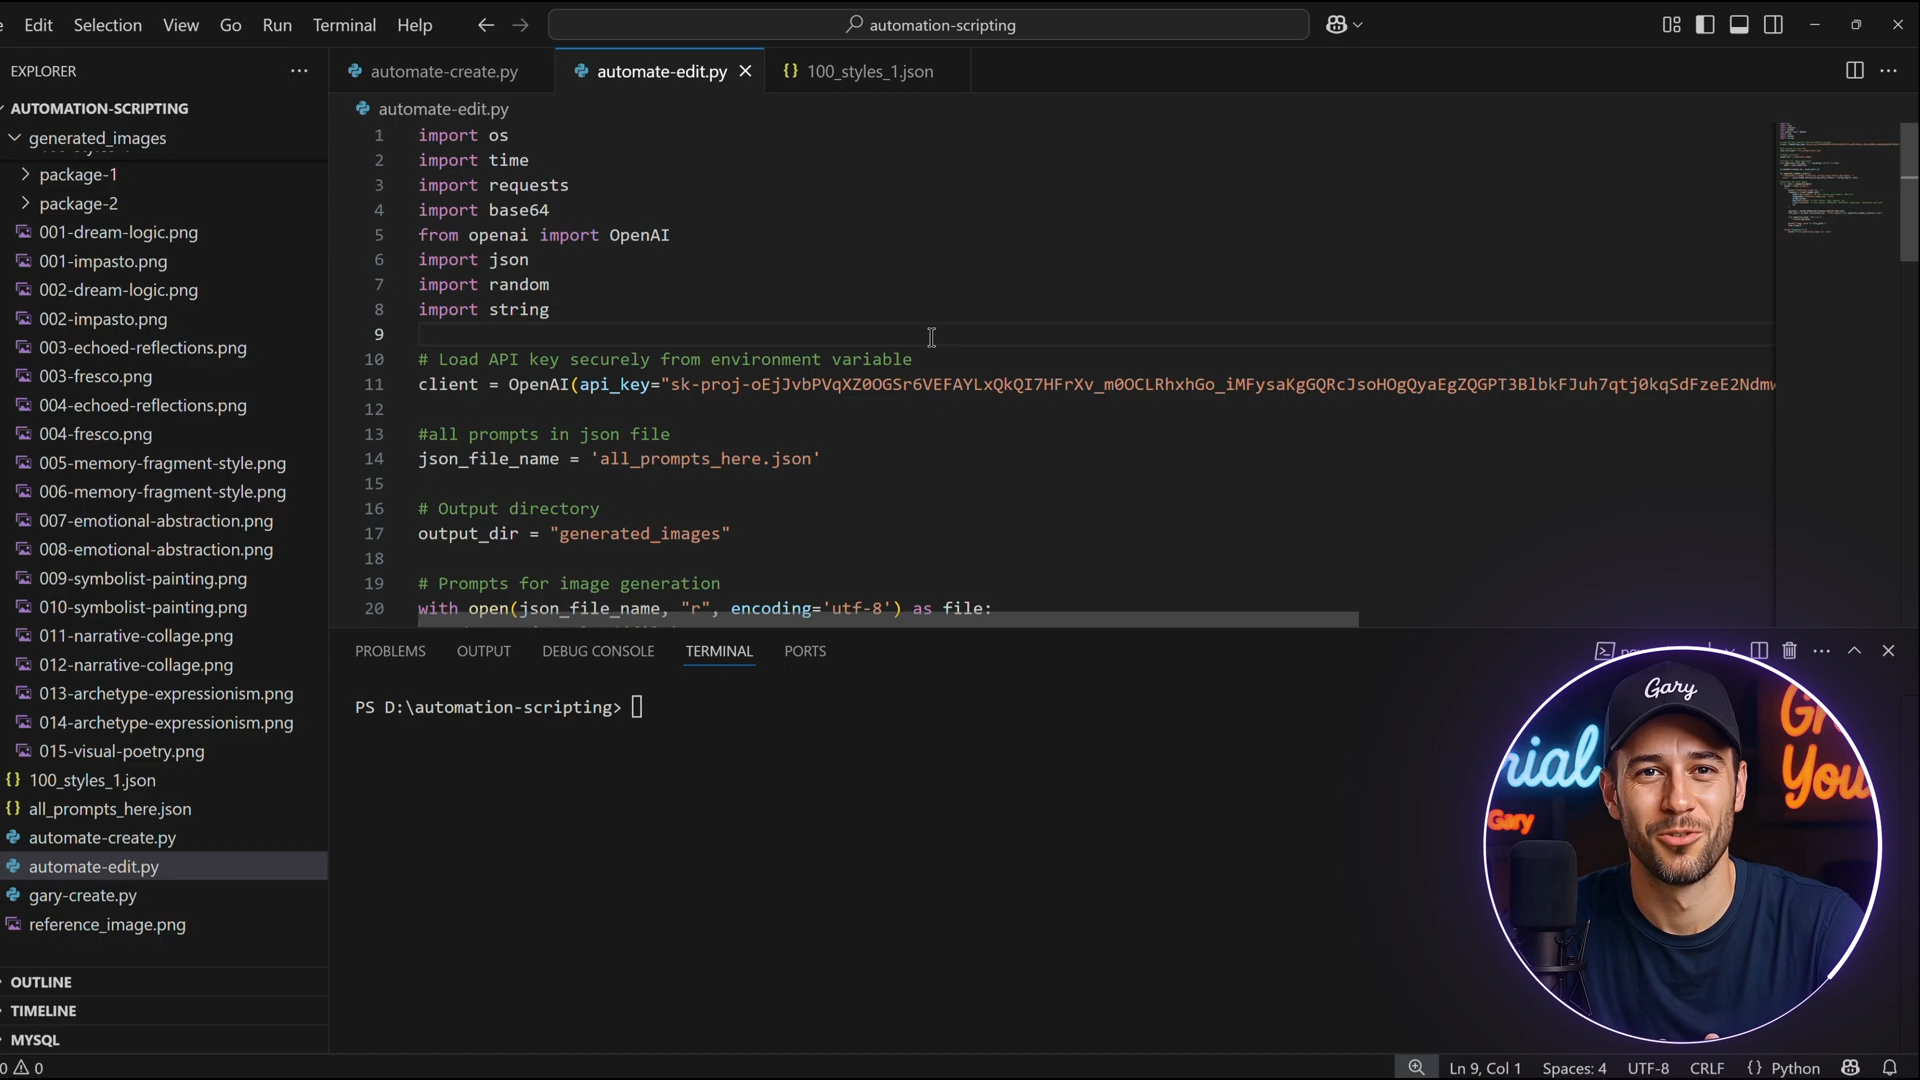 Edit Selection View Go Run Terminal Help
automation-scripting
EXPLORER
AUTOMATION-SCRIPTING
generated_images
package-1
package-2
001-dream-logic.png
001-impasto.png
002-dream-logic.png
002-impasto.png
003-echoed-reflections.png
003-fresco.png
004-echoed-reflections.png
004-fresco.png
005-memory-fragment-style.png
006-memory-fragment-style.png
007-emotional-abstraction.png
008-emotional-abstraction.png
009-symbolist-painting.png
010-symbolist-painting.png
011-narrative-collage.png
012-narrative-collage.png
013-archetype-expressionism.png
014-archetype-expressionism.png
015-visual-poetry.png
{} 100_styles_1.json
{} all_prompts_here.json
automate-create.py
automate-edit.py
gary-create.py
reference_image.png
OUTLINE
TIMELINE
MYSQL
automate-create.py automate-edit.py {} 100_styles_1.json
automate-edit.py
1 import os
2 import time
3 import requests
4 import base64
5 from openai import OpenAI
6 import json
7 import random
8 import string
9
10 # Load API key securely from environment variable
11 client = OpenAI(api_key="sk-proj-oEjJvbPVqXZ0OGSr6VEFAYLxQkQI7HFrXv_m0OCLRhxhGo_iMFysaKgGQRcJsoHOgQyaEgZQGPT3BlbkFJuh7qtj0kqSdFzeE2Ndmw
12
13 #all prompts in json file
14 json_file_name = 'all_prompts_here.json'
15
16 # Output directory
17 output_dir = "generated_images"
18
19 # Prompts for image generation
20 with open(json_file_name, "r", encoding='utf-8') as file:
PROBLEMS OUTPUT DEBUG CONSOLE TERMINAL PORTS
PS D:\automation-scripting>
Gary
rial
Gary
You
0 0
Ln 9, Col 1 Spaces: 4 UTF-8 CRLF {} Python